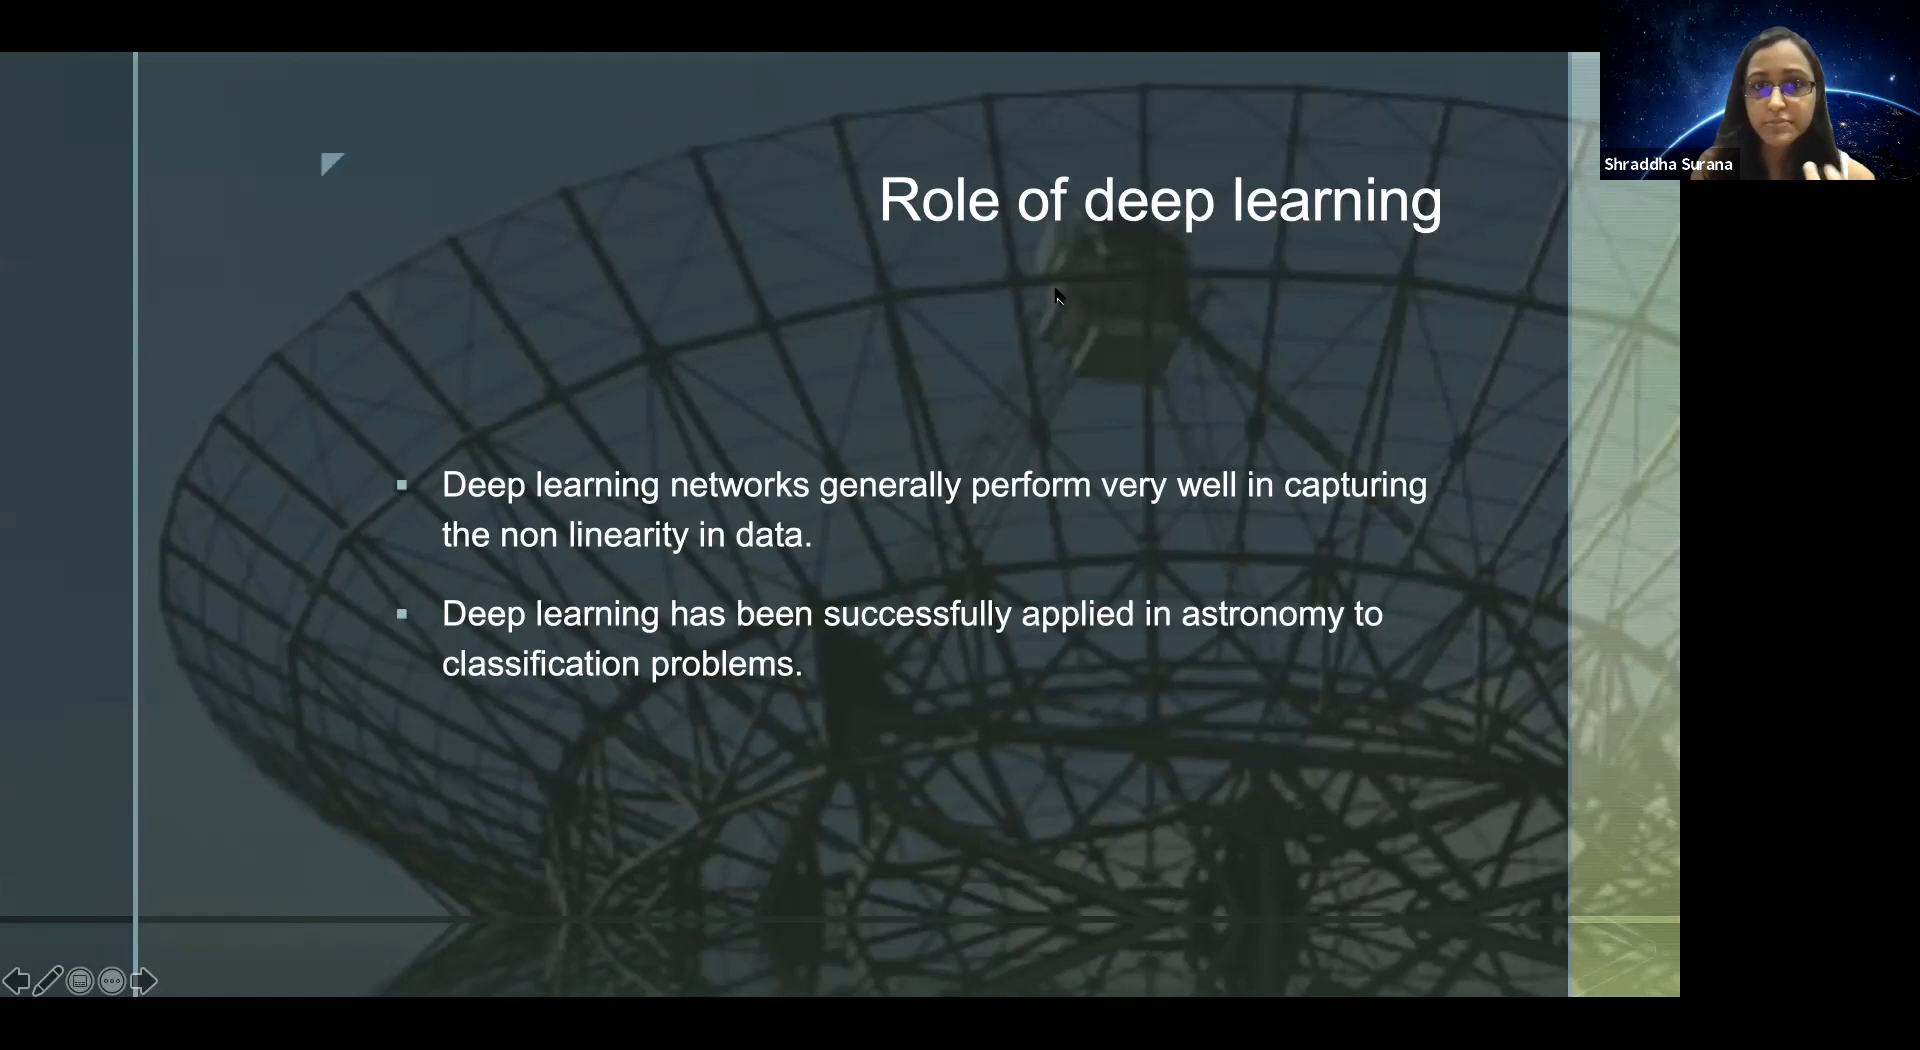 Shraddha Surana
Role of deep learning
Deep learning networks generally perform very well in capturing
the non linearity in data.
Deep learning has been successfully applied in astronomy to
classification problems.